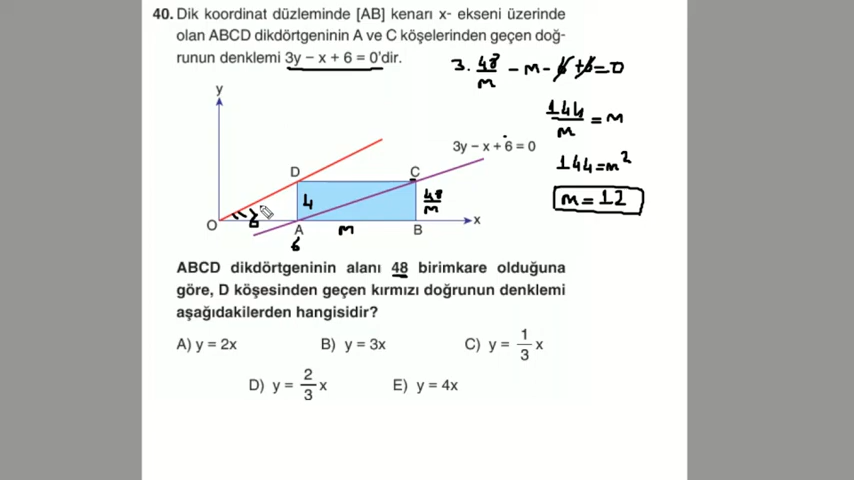 40. Dik koordinat düzleminde [AB] kenarı x- ekseni üzerinde
olan ABCD dikdörtgeninin A ve C köşelerinden geçen doğ-
runun denklemi 3y – x + 6 = 0'dir.
3. 48/m – m – 6 + 6 = 0
144/m = m
144 = m²
m = 12
y
3y – x + 6 = 0
D
C
4
48/m
6
O
A
B
x
6
m
ABCD dikdörtgeninin alanı 48 birimkare olduğuna
göre, D köşesinden geçen kırmızı doğrunun denklemi
aşağıdakilerden hangisidir?
A) y = 2x B) y = 3x C) y = 1/3 x
D) y = 2/3 x E) y = 4x